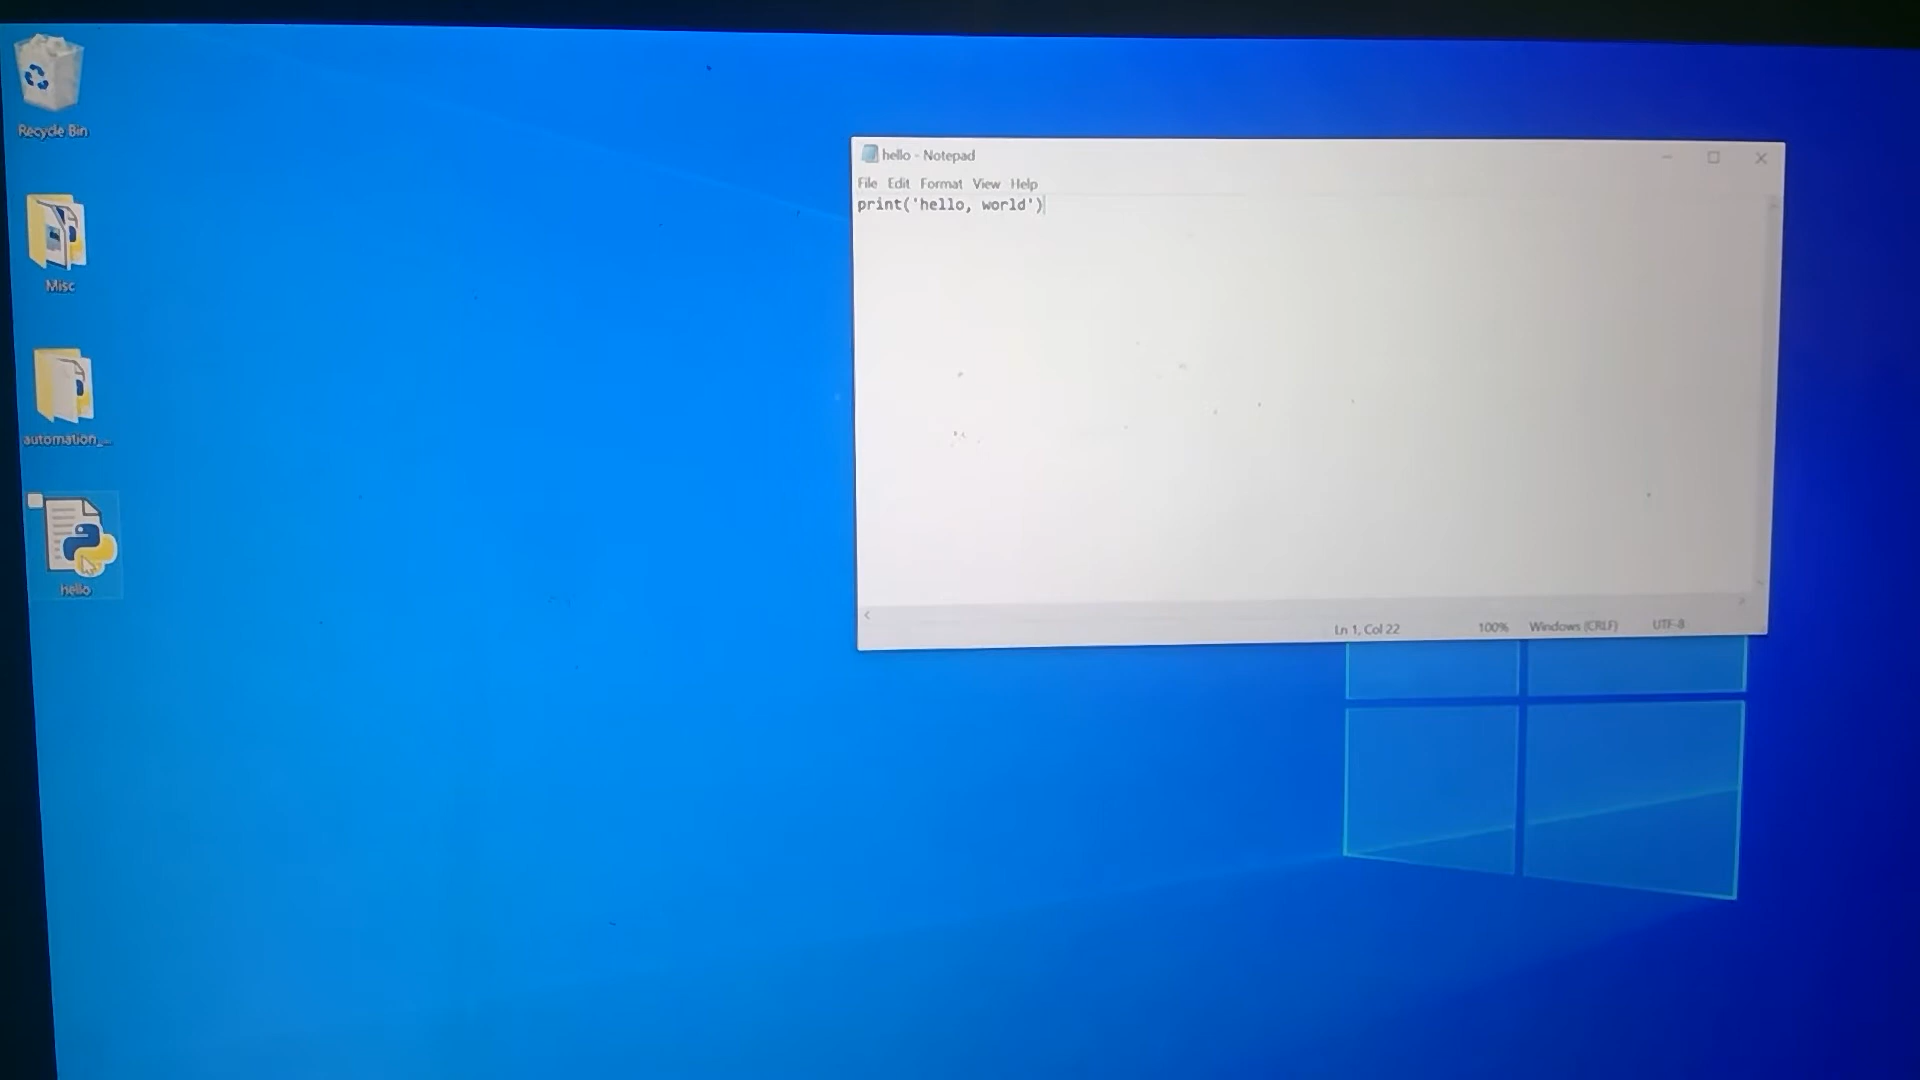 Recycle Bin
Misc
automation_...
hello
hello - Notepad
File Edit Format View Help
print('hello, world')
Ln 1, Col 22
100%
Windows (CRLF)
UTF-8